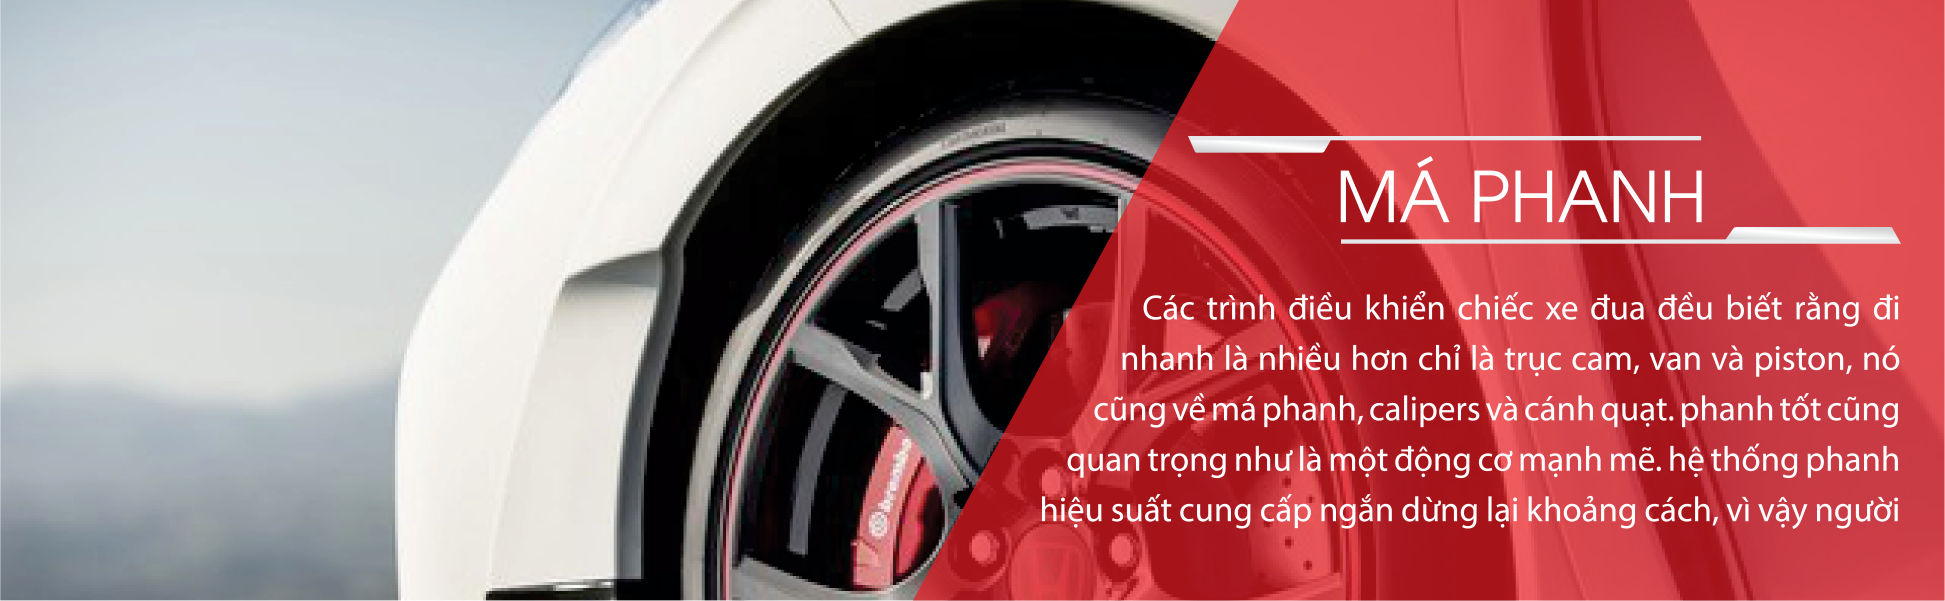 MÁ PHANH
Các trình điều khiển chiếc xe đua đều biết rằng đi
nhanh là nhiều hơn chỉ là trục cam, van và piston, nó
cũng về má phanh, calipers và cánh quạt. phanh tốt cũng
quan trọng như là một động cơ mạnh mẽ. hệ thống phanh
hiệu suất cung cấp ngắn dừng lại khoảng cách, vì vậy người
brembo